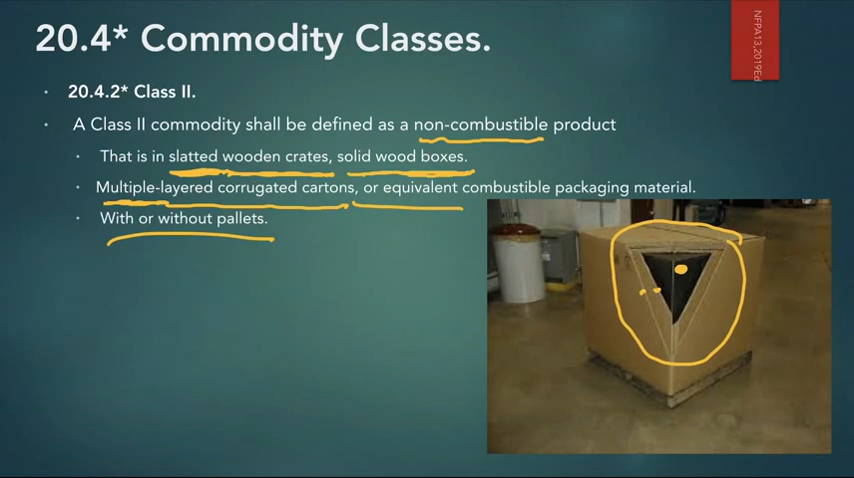 20.4* Commodity Classes.
NFPA13,2019Ed
20.4.2* Class II.
A Class II commodity shall be defined as a non-combustible product
That is in slatted wooden crates, solid wood boxes.
Multiple-layered corrugated cartons, or equivalent combustible packaging material.
With or without pallets.